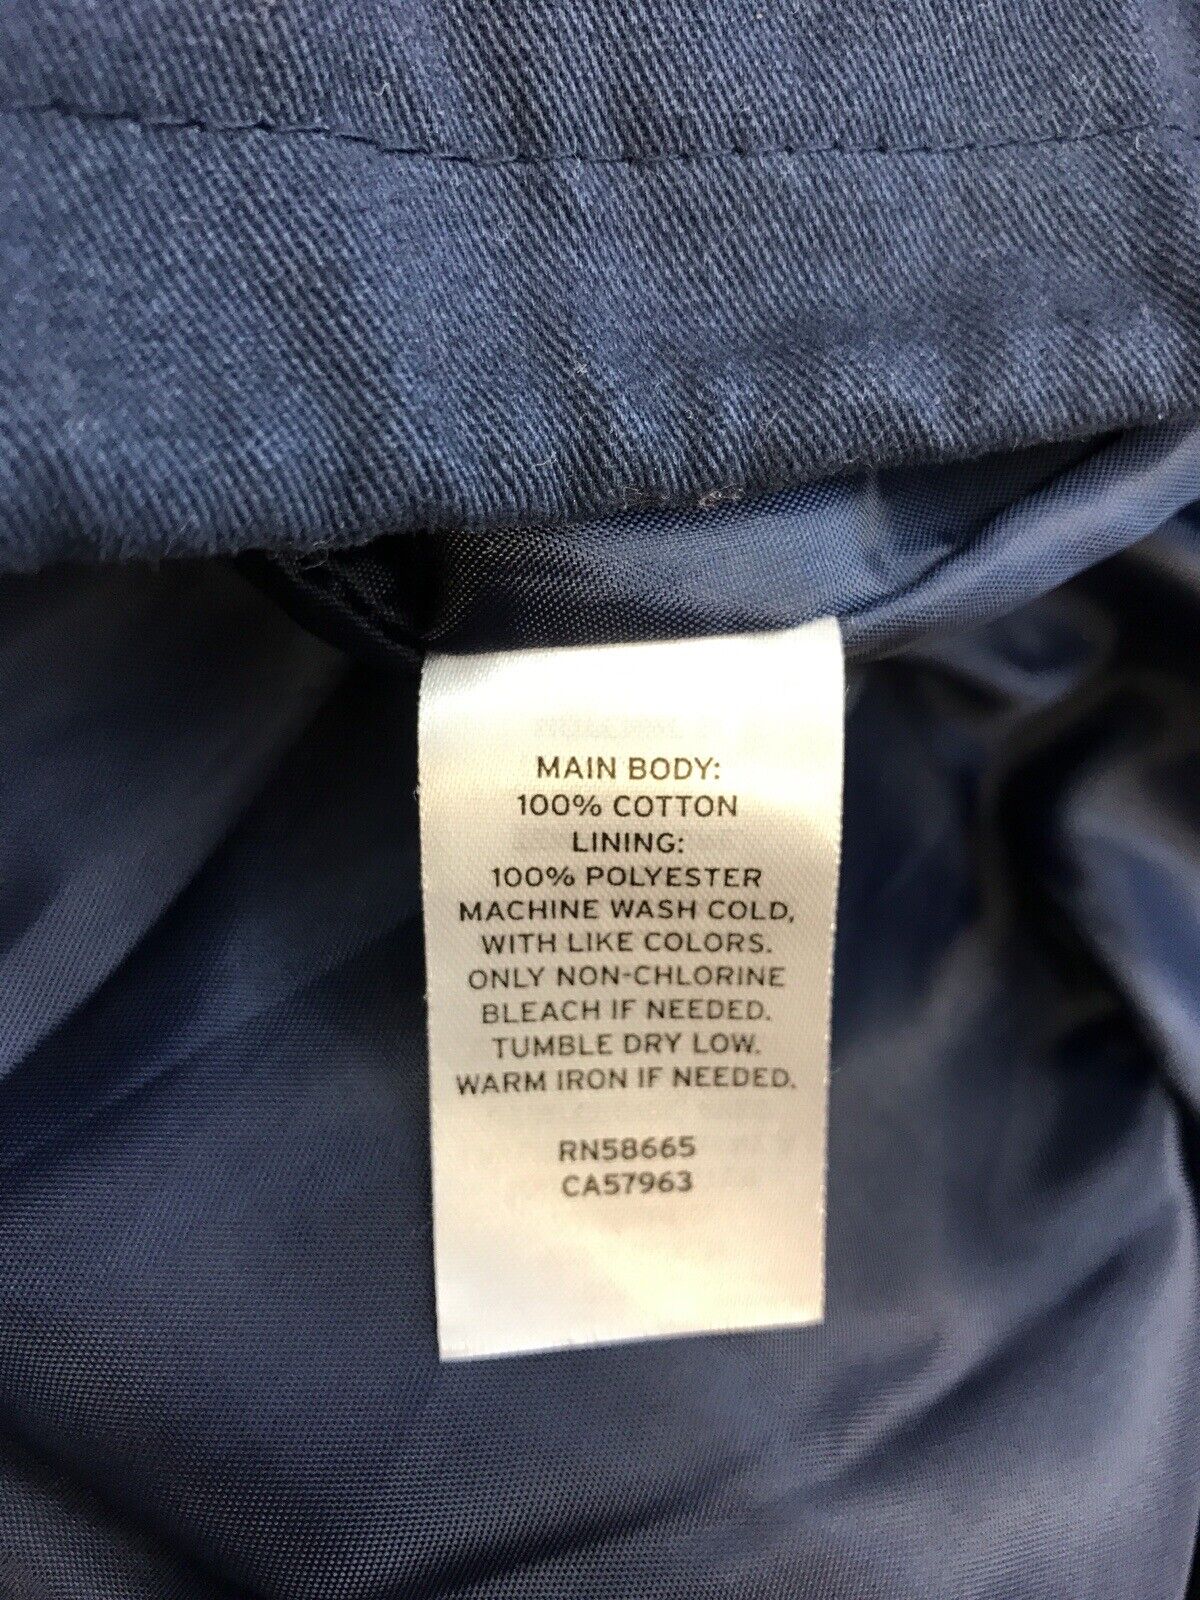 MAIN BODY:
100% COTTON
LINING:
100% POLYESTER
MACHINE WASH COLD,
WITH LIKE COLORS.
ONLY NON-CHLORINE
BLEACH IF NEEDED.
TUMBLE DRY LOW.
WARM IRON IF NEEDED.
RN58665
CA57963